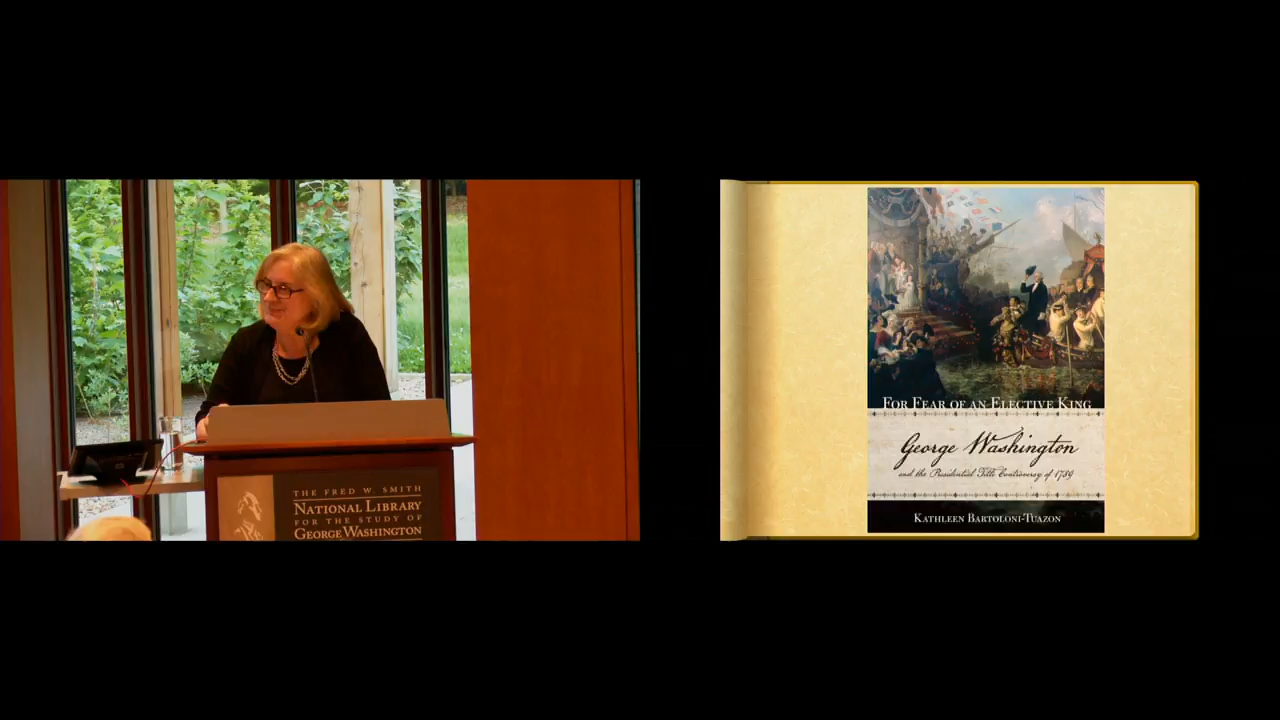 THE FRED W. SMITH
NATIONAL LIBRARY
FOR THE STUDY OF
GEORGE WASHINGTON
FOR FEAR OF AN ELECTIVE KING
George Washington
and the Presidential Title Controversy of 1789
KATHLEEN BARTOLONI-TUAZON